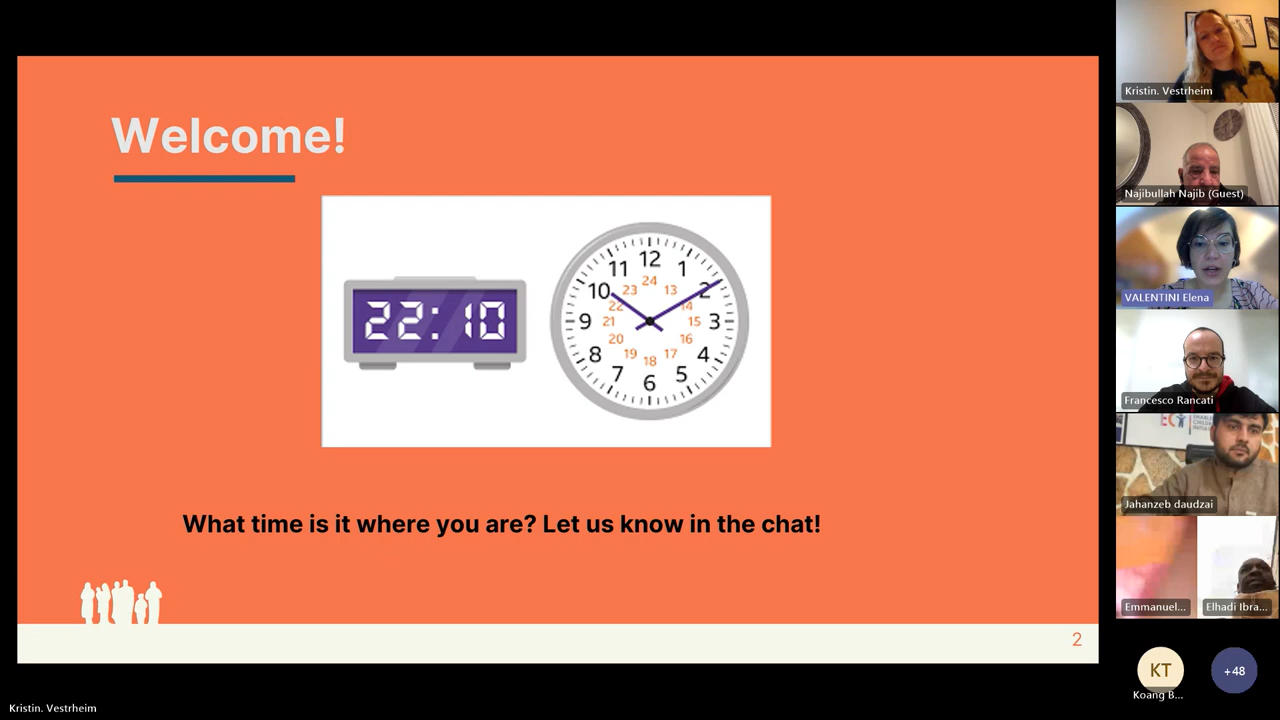 Welcome!
22:10
12
1
2
3
4
5
6
7
8
9
10
11
24
13
14
15
16
17
18
19
20
21
22
23
What time is it where you are? Let us know in the chat!
2
Kristin. Vestrheim
Najibullah Najib (Guest)
VALENTINI Elena
Francesco Rancati
Jahanzeb daudzai
Emmanuel...
Elhadi Ibra...
KT
Koang B...
+48
Kristin. Vestrheim